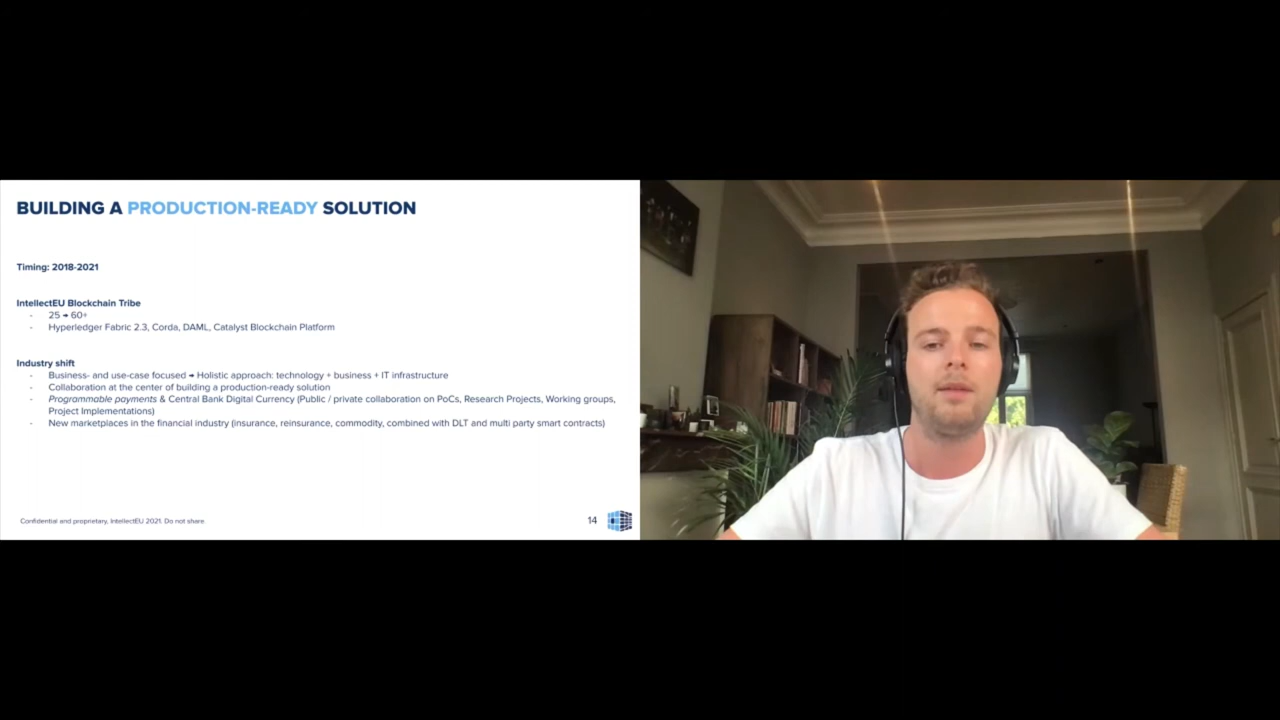 BUILDING A PRODUCTION-READY SOLUTION
Timing: 2018-2021
IntellectEU Blockchain Tribe
- 25 → 60+
- Hyperledger Fabric 2.3, Corda, DAML, Catalyst Blockchain Platform
Industry shift
- Business- and use-case focused → Holistic approach: technology + business + IT infrastructure
- Collaboration at the center of building a production-ready solution
- Programmable payments & Central Bank Digital Currency (Public / private collaboration on PoCs, Research Projects, Working groups,
Project Implementations)
- New marketplaces in the financial industry (insurance, reinsurance, commodity, combined with DLT and multi party smart contracts)
Confidential and proprietary, IntellectEU 2021. Do not share.
14